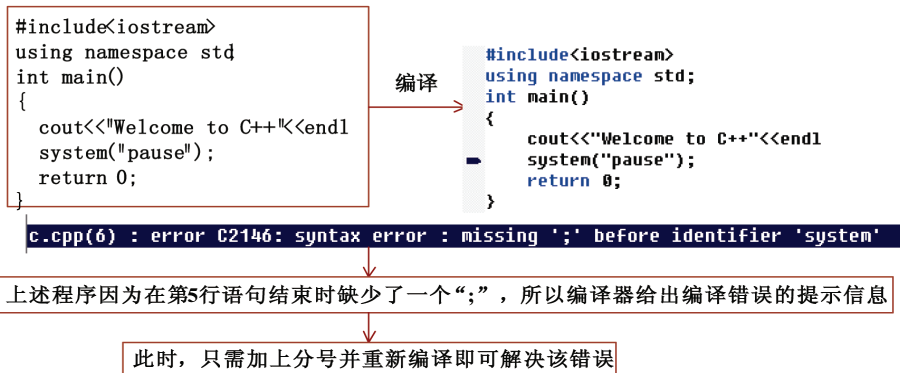 #include<iostream>
using namespace std;
int main()
{
cout<<"Welcome to C++"<<endl
system("pause");
return 0;
}
编译
#include<iostream>
using namespace std;
int main()
{
cout<<"Welcome to C++"<<endl
system("pause");
return 0;
}
c.cpp(6) : error C2146: syntax error : missing ';' before identifier 'system'
上述程序因为在第5行语句结束时缺少了一个“;”，所以编译器给出编译错误的提示信息
此时，只需加上分号并重新编译即可解决该错误